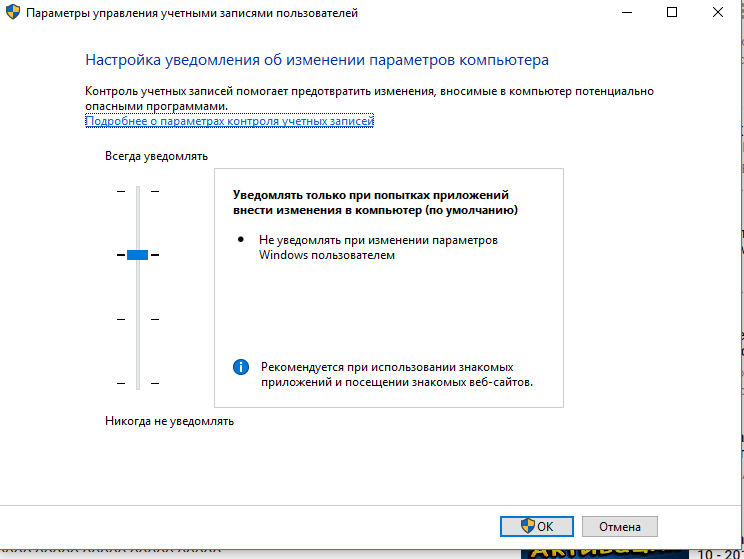 Параметры управления учетными записями пользователей
Настройка уведомления об изменении параметров компьютера
Контроль учетных записей помогает предотвратить изменения, вносимые в компьютер потенциально
опасными программами.
Подробнее о параметрах контроля учетных записей
Всегда уведомлять
Уведомлять только при попытках приложений
внести изменения в компьютер (по умолчанию)
Не уведомлять при изменении параметров
Windows пользователем
Рекомендуется при использовании знакомых
приложений и посещении знакомых веб-сайтов.
Никогда не уведомлять
ОК
Отмена